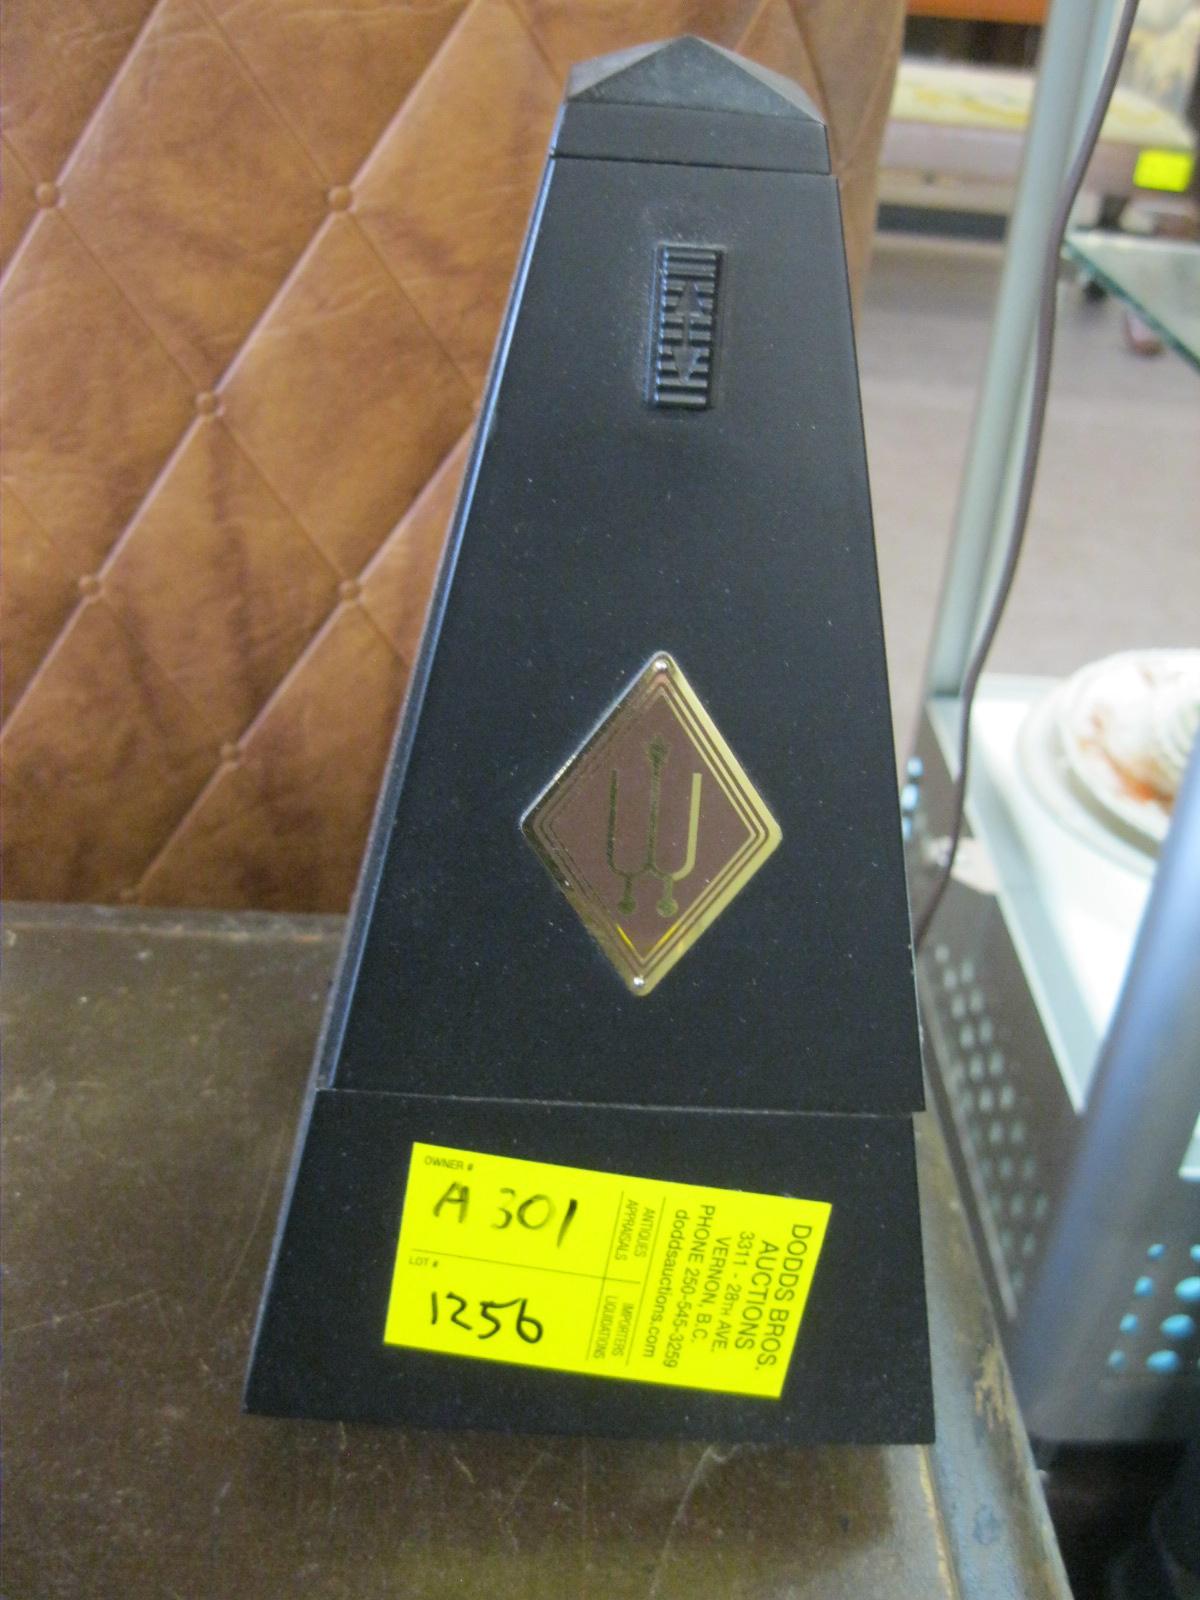 OWNER #
A 301
LOT #
1256
ANTIQUES
APPRAISALS
IMPORTERS
LIQUIDATIONS
DODDS BROS.
AUCTIONS
3311 - 28TH AVE.
VERNON, B.C.
PHONE 250-545-3259
doddsauctions.com